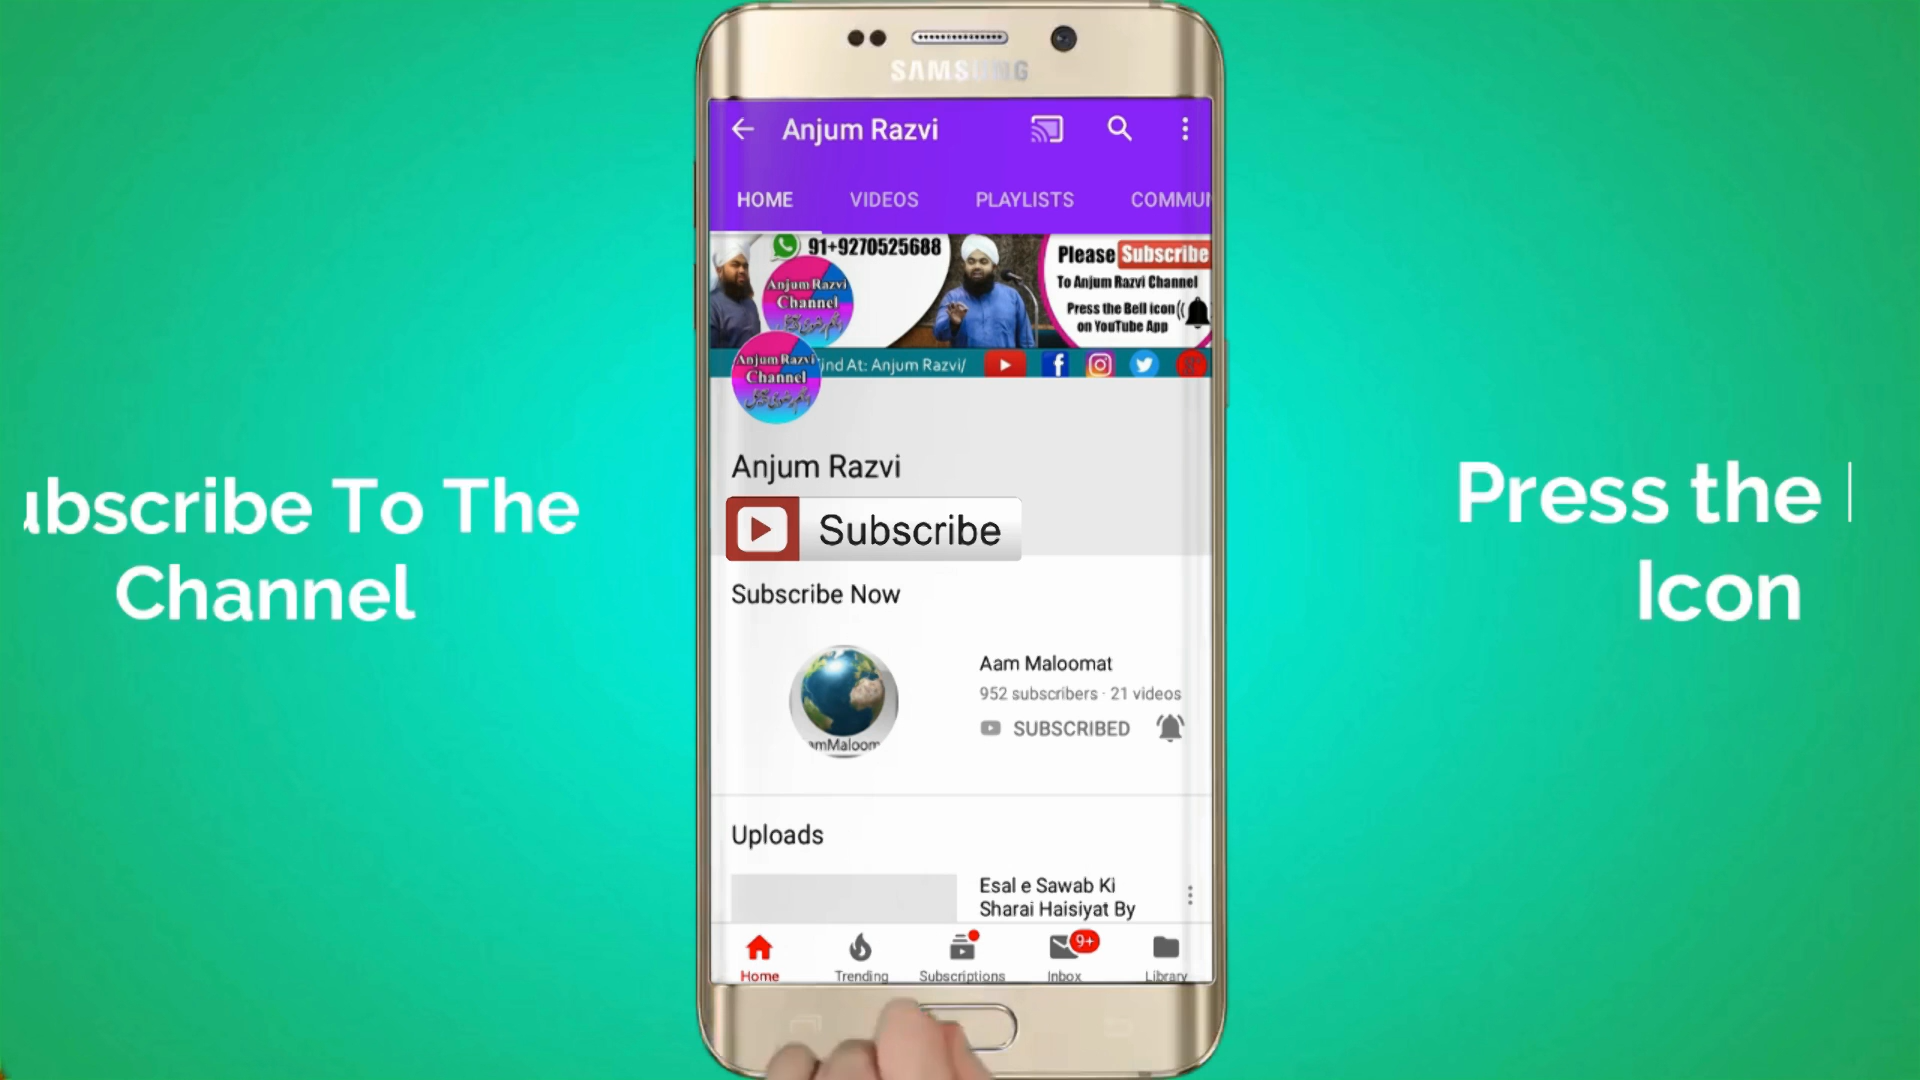 SAMSUNG
Anjum Razvi
HOME VIDEOS PLAYLISTS COMMUN
91+9270525688
Anjum Razvi
Channel
Please Subscribe
To Anjum Razvi Channel
Press the Bell icon
on YouTube App
Anjum Razvi
Channel
ind At: Anjum Razvi/
Anjum Razvi
Subscribe
Subscribe Now
Aam Maloomat
952 subscribers · 21 videos
SUBSCRIBED
amMaloom
Uploads
Esal e Sawab Ki
Sharai Haisiyat By
9+
Home Trending Subscriptions Inbox Library
ubscribe To The
Channel
Press the
Icon